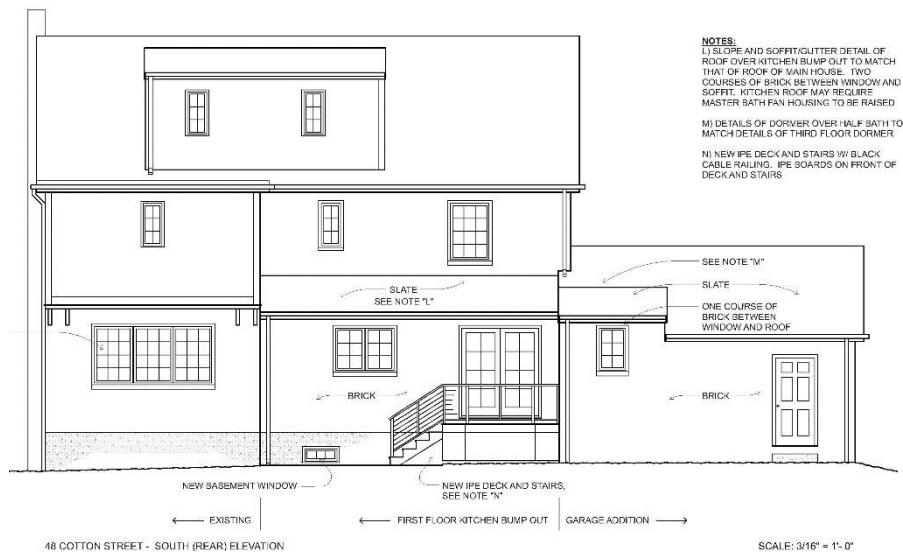 NOTES:
L) SLOPE AND SOFFIT/GUTTER DETAIL OF
ROOF OVER KITCHEN BUMP OUT TO MATCH
THAT OF ROOF OF MAIN HOUSE. TWO
COURSES OF BRICK BETWEEN WINDOW AND
SOFFIT. KITCHEN ROOF MAY REQUIRE
MASTER BATH FAN HOUSING TO BE RAISED
M) DETAILS OF DORMER OVER HALF BATH TO
MATCH DETAILS OF THIRD FLOOR DORMER
N) NEW IPE DECK AND STAIRS W/ BLACK
CABLE RAILING. IPE BOARDS ON FRONT OF
DECK AND STAIRS
SEE NOTE "M"
SLATE
SLATE
SEE NOTE "L"
ONE COURSE OF
BRICK BETWEEN
WINDOW AND ROOF
BRICK
BRICK
NEW BASEMENT WINDOW
NEW IPE DECK AND STAIRS,
SEE NOTE "N"
EXISTING
FIRST FLOOR KITCHEN BUMP OUT
GARAGE ADDITION
48 COTTON STREET - SOUTH (REAR) ELEVATION
SCALE: 3/16" = 1'- 0"